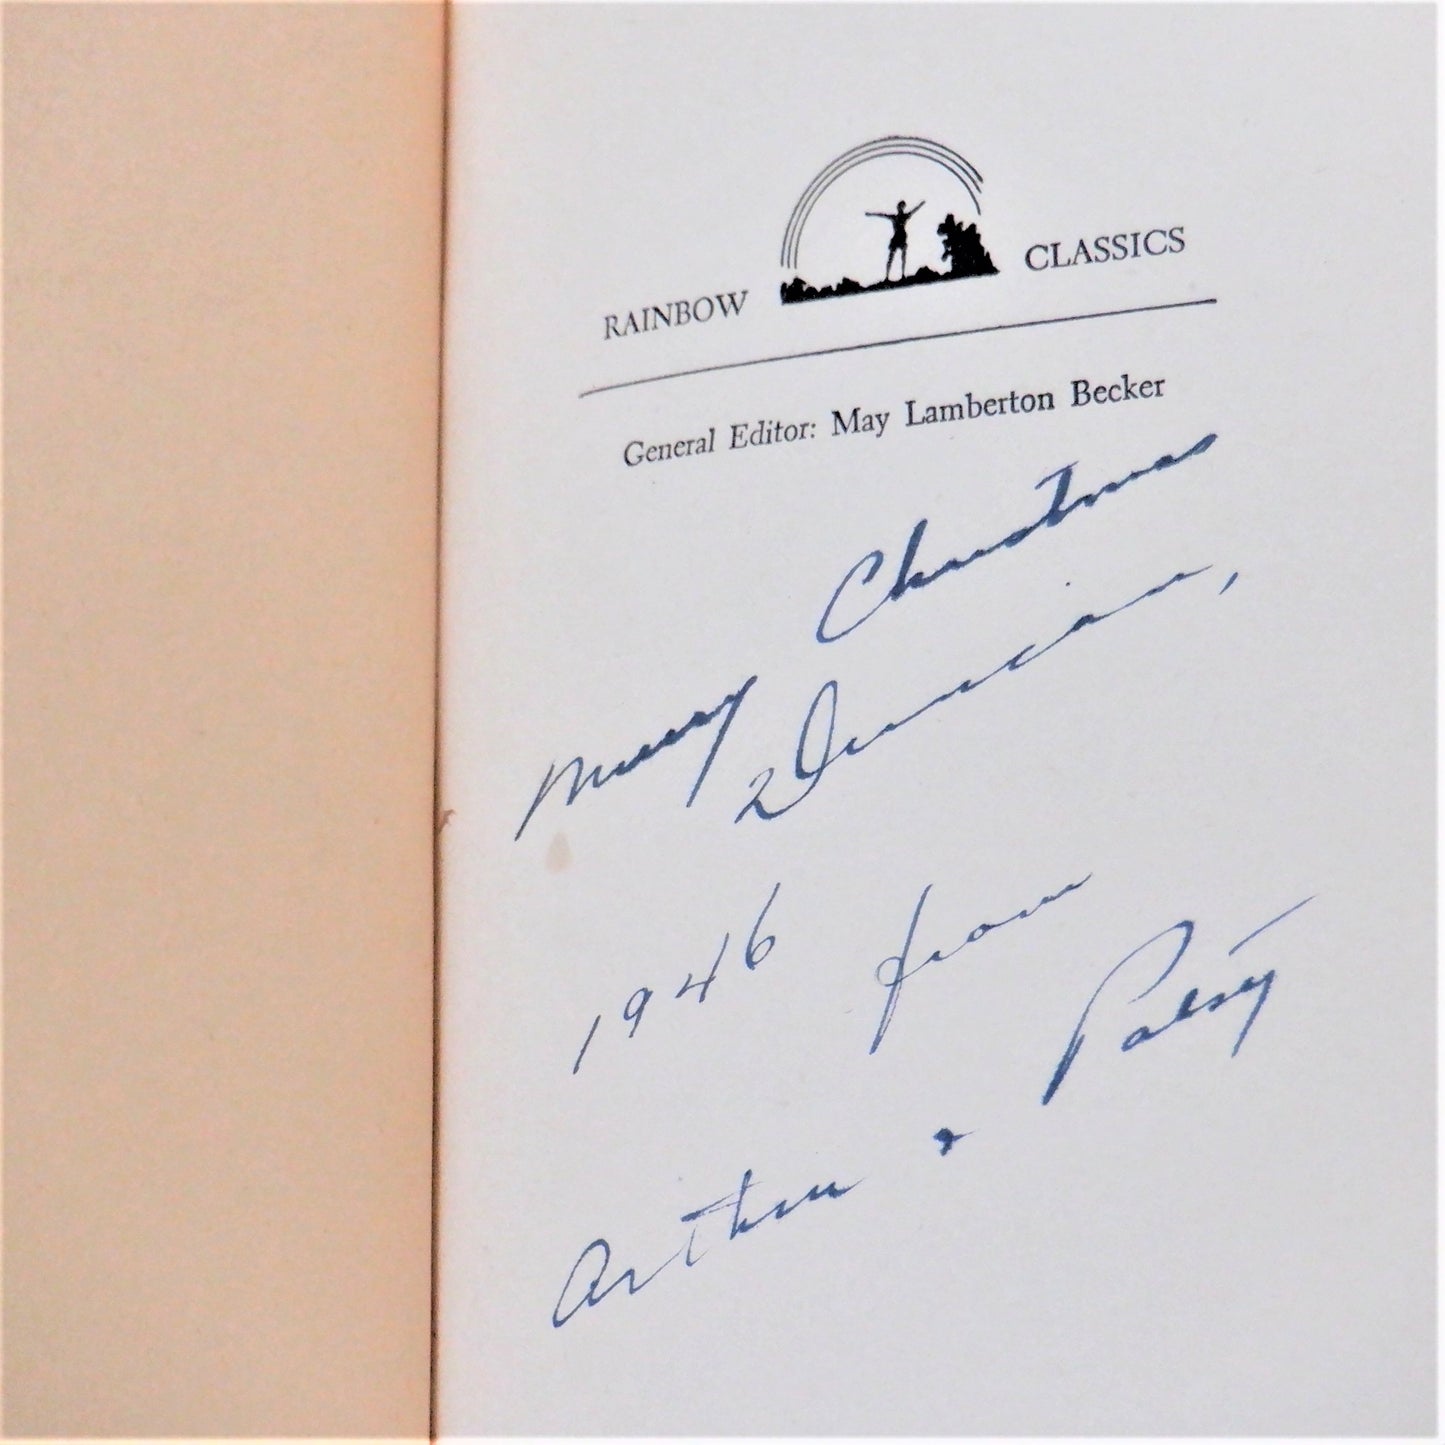 RAINBOW CLASSICS
General Editor: May Lamberton Becker
Merry Christmas
Duncan,
1946 from
Arthur & Patsy